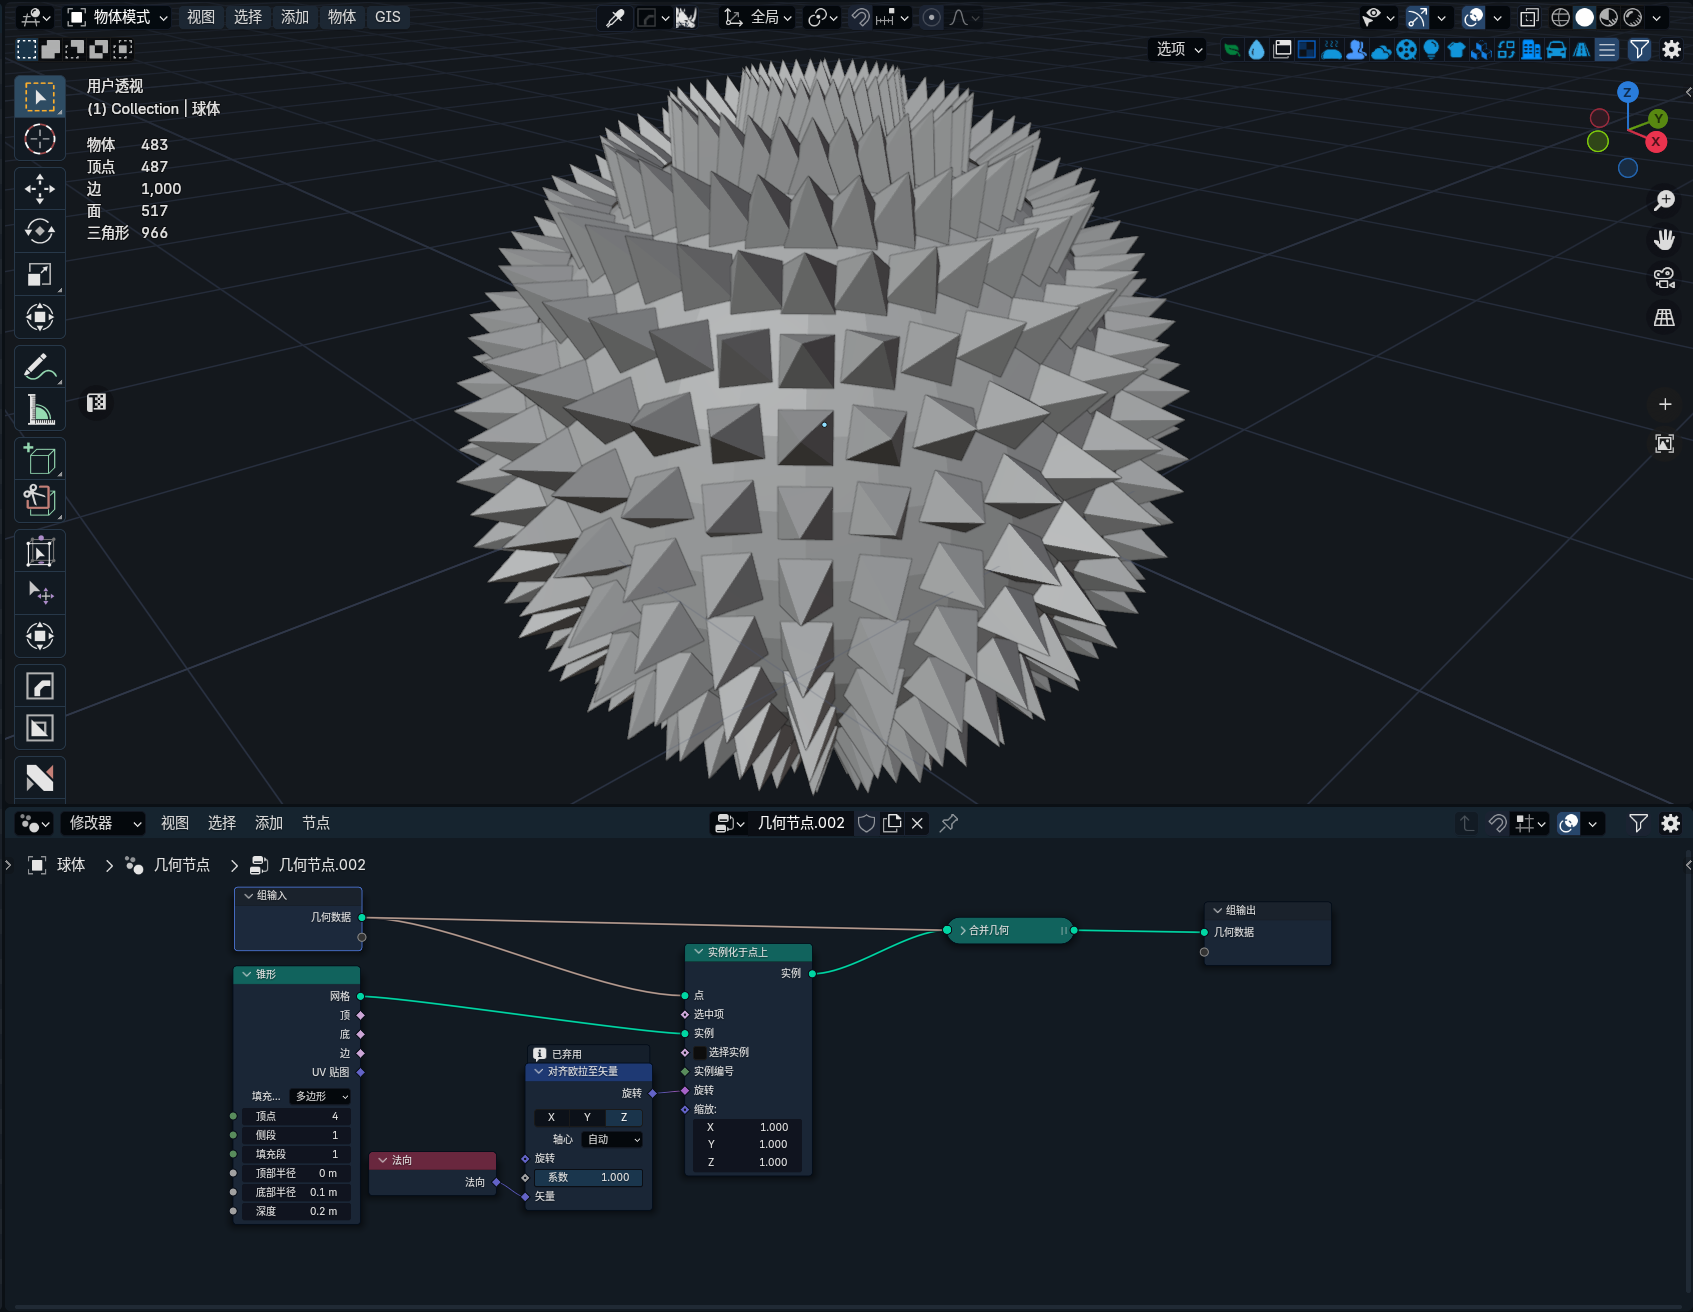 物体模式 视图 选择 添加 物体 GIS 全局
选项
用户透视
(1) Collection | 球体
物体 483
顶点 487
边 1,000
面 517
三角形 966
Z
Y
X
修改器 视图 选择 添加 节点 几何节点.002
球体 几何节点 几何节点.002
组输入
几何数据
锥形
网格
顶
底
边
UV 贴图
填充... 多边形
顶点 4
侧段 1
填充段 1
顶部半径 0 m
底部半径 0.1 m
深度 0.2 m
法向
法向
已弃用
对齐欧拉至矢量
旋转
X Y Z
轴心 自动
旋转
系数 1.000
矢量
实例化于点上
实例
点
选中项
实例
选择实例
实例编号
旋转
缩放:
X 1.000
Y 1.000
Z 1.000
合并几何
组输出
几何数据